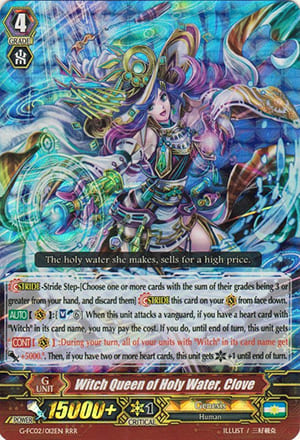 4
GRADE
The holy water she makes, sells for a high price.
STRIDE -Stride Step-[Choose one or more cards with the sum of their grades being 3 or
greater from your hand, and discard them] STRIDE this card on your from face down.
AUTO [ 1] When this unit attacks a vanguard, if you have a heart card with
"Witch" in its card name, you may pay the cost. If you do, until end of this unit gets
CONT :During your turn, all of your units with "Witch" in its card name get
+5000." Then, if you have two or more heart cards, this unit gets 1 until end of turn.
G
UNIT
Witch Queen of Holy Water, Clove
POWER
15000+
1
CRITICAL
Genesis
Human
G-FC02/012EN RRR
ILLUST /